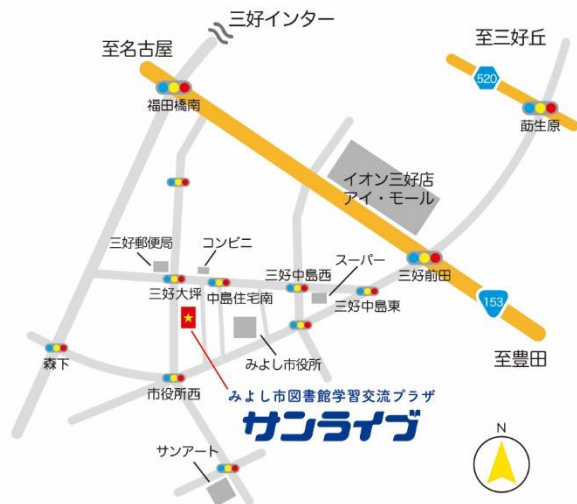 三好インター
至名古屋
至三好丘
520
福田橋南
莇生原
イオン三好店
アイ・モール
三好郵便局
コンビニ
三好中島西
スーパー
三好前田
三好大坪
中島住宅南
三好中島東
153
みよし市役所
至豊田
森下
市役所西
みよし市図書館学習交流プラザ
サンライブ
サンアート
N